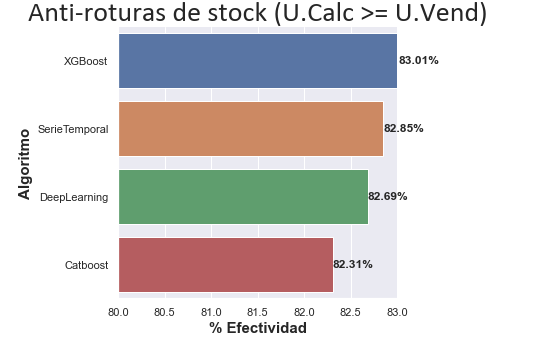 Anti-roturas de stock (U.Calc >= U.Vend)
XGBoost
83.01%
SerieTemporal
82.85%
Algoritmo
DeepLearning
82.69%
Catboost
82.31%
80.0 80.5 81.0 81.5 82.0 82.5 83.0
% Efectividad